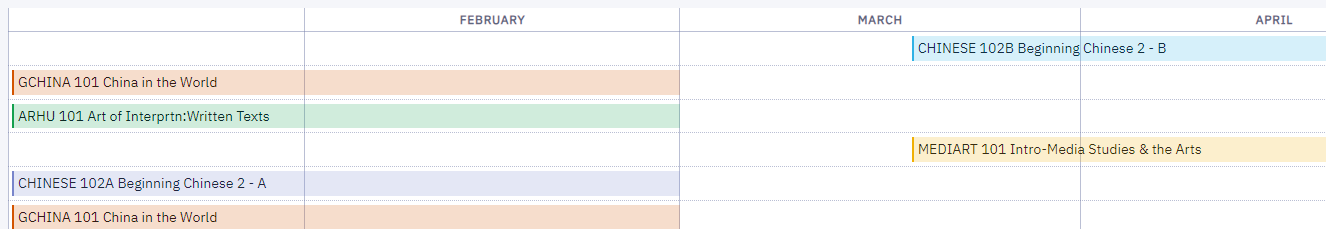 FEBRUARY MARCH APRIL
CHINESE 102B Beginning Chinese 2 - B
GCHINA 101 China in the World
ARHU 101 Art of Interprtn:Written Texts
MEDIART 101 Intro-Media Studies & the Arts
CHINESE 102A Beginning Chinese 2 - A
GCHINA 101 China in the World